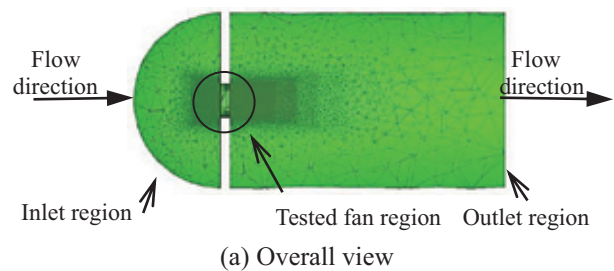 Flow
direction
Flow
direction
Inlet region
Tested fan region
Outlet region
(a) Overall view